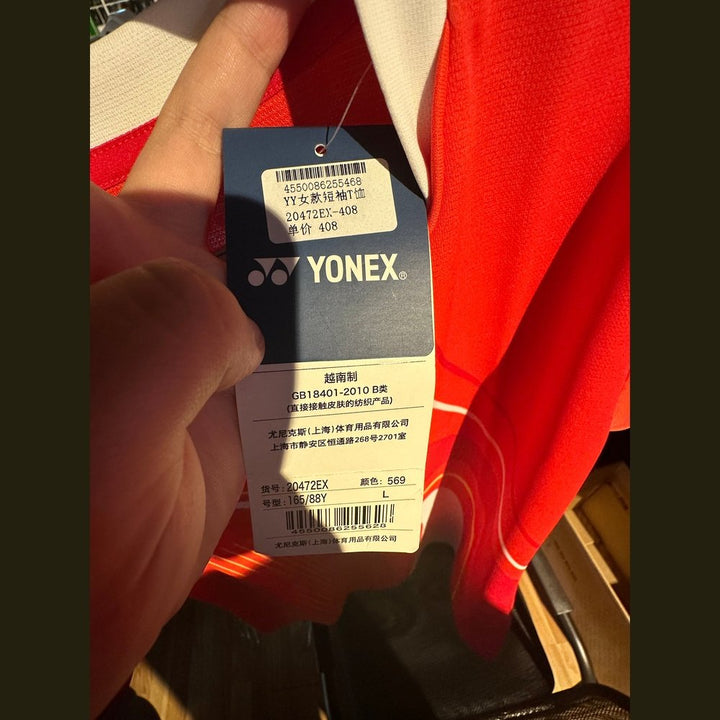 4550086255468
YY女款短袖T恤
20472EX-408
单价 408
YONEX®
越南制
GB18401-2010 B类
(直接接触皮肤的纺织产品)
尤尼克斯(上海)体育用品有限公司
上海市静安区恒通路268号2701室
货号: 20472EX 颜色: 569
号型: 165/88Y L
4550086255628
尤尼克斯(上海)体育用品有限公司